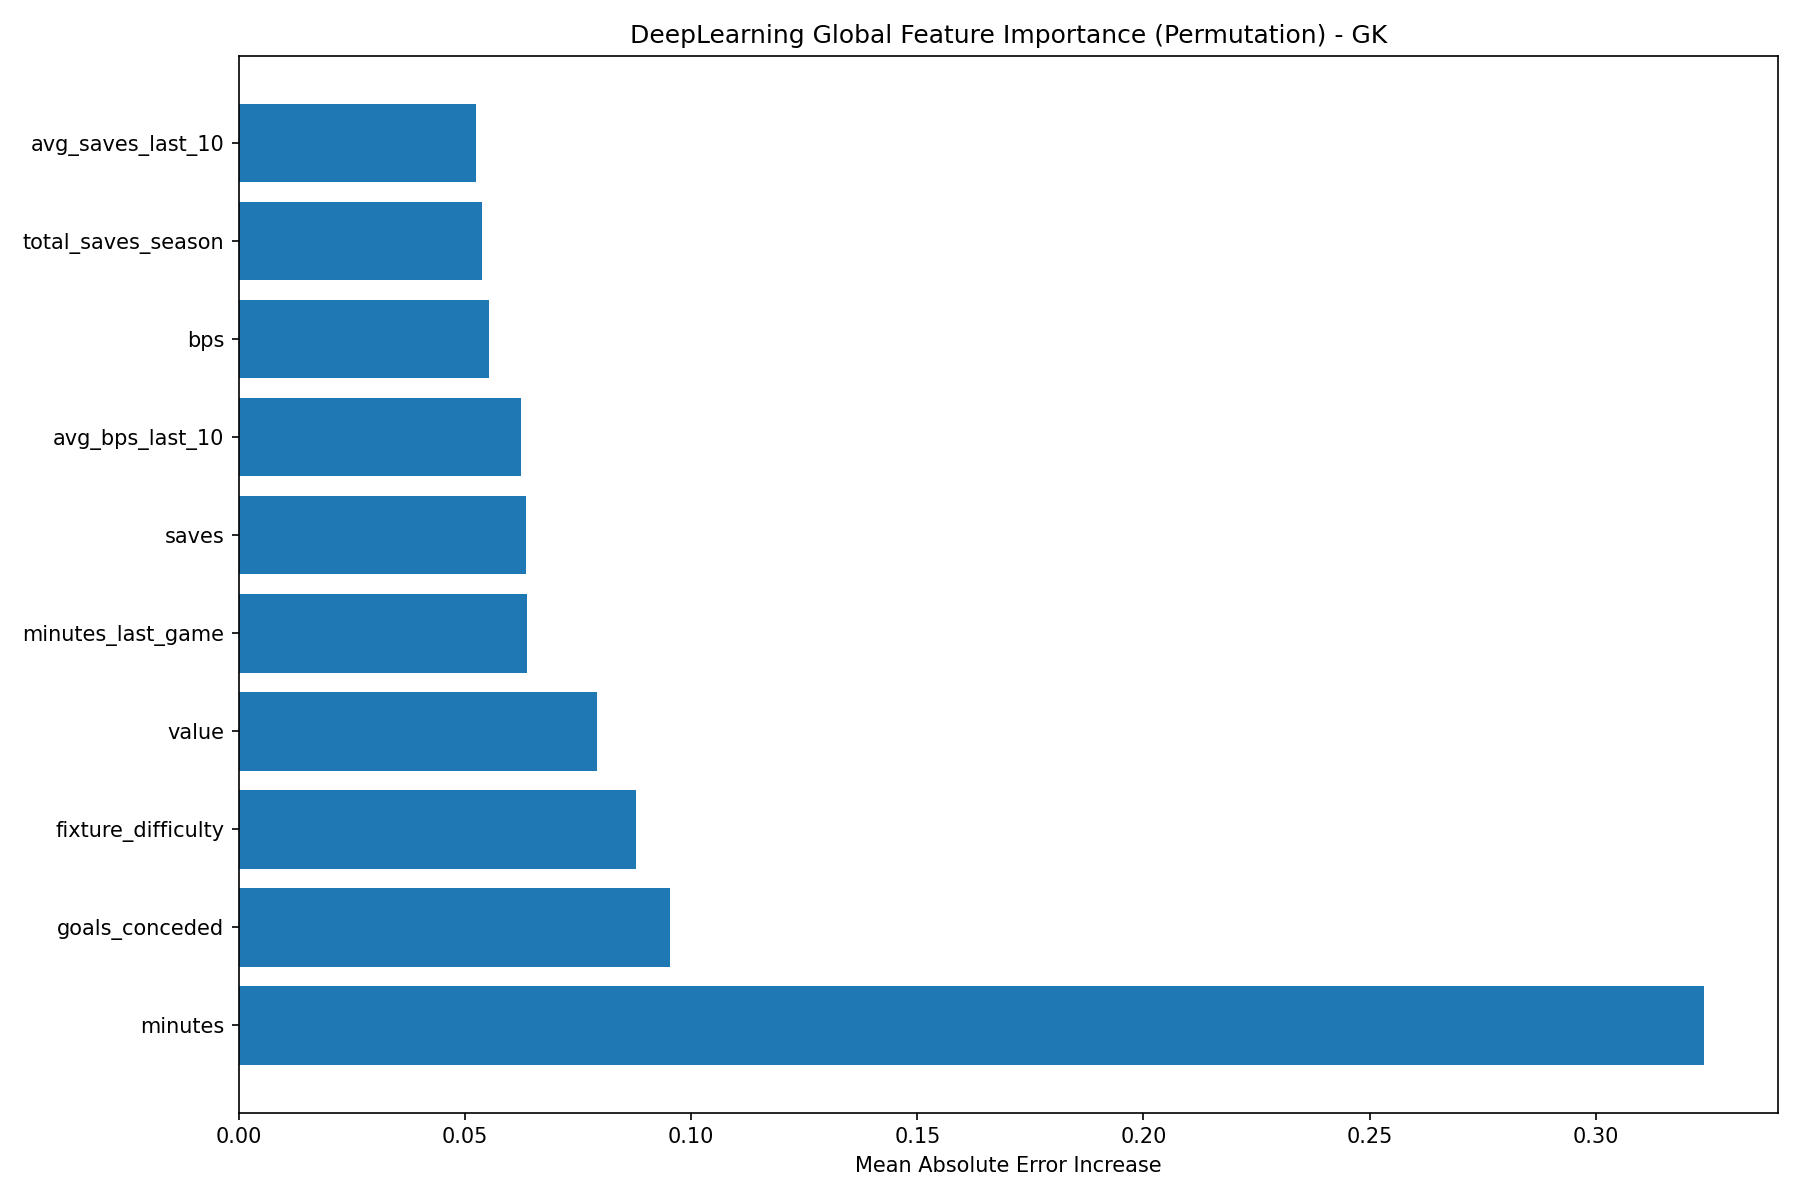 DeepLearning Global Feature Importance (Permutation) - GK
avg_saves_last_10
total_saves_season
bps
avg_bps_last_10
saves
minutes_last_game
value
fixture_difficulty
goals_conceded
minutes
0.00 0.05 0.10 0.15 0.20 0.25 0.30
Mean Absolute Error Increase